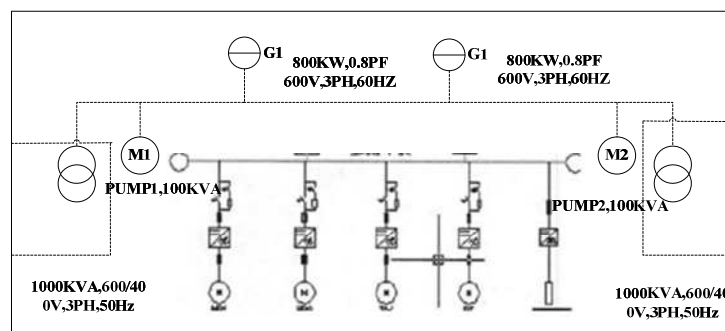 G1
800KW,0.8PF
600V,3PH,60HZ
G1
800KW,0.8PF
600V,3PH,60HZ
M1
M2
PUMP1,100KVA
PUMP2,100KVA
1000KVA,600/40
0V,3PH,50Hz
1000KVA,600/40
0V,3PH,50Hz